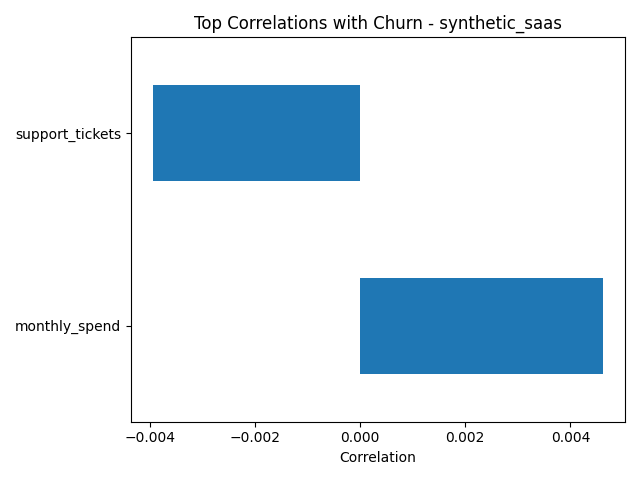 Top Correlations with Churn - synthetic_saas
support_tickets
monthly_spend
−0.004 −0.002 0.000 0.002 0.004
Correlation